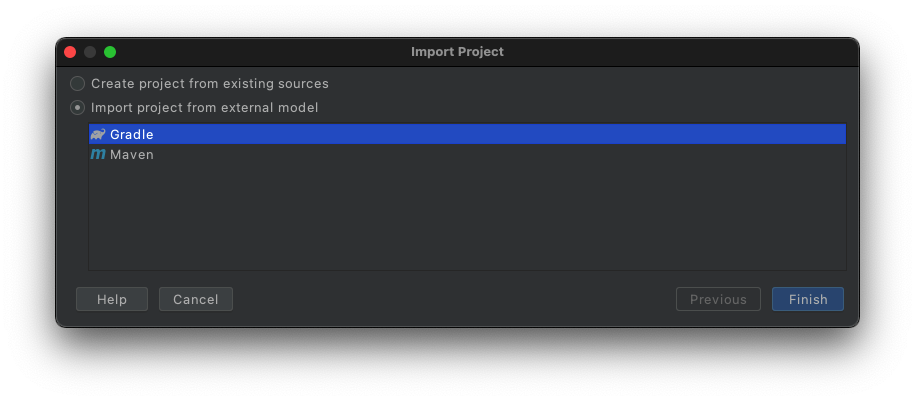 Import Project
Create project from existing sources
Import project from external model
Gradle
m Maven
Help Cancel Previous Finish